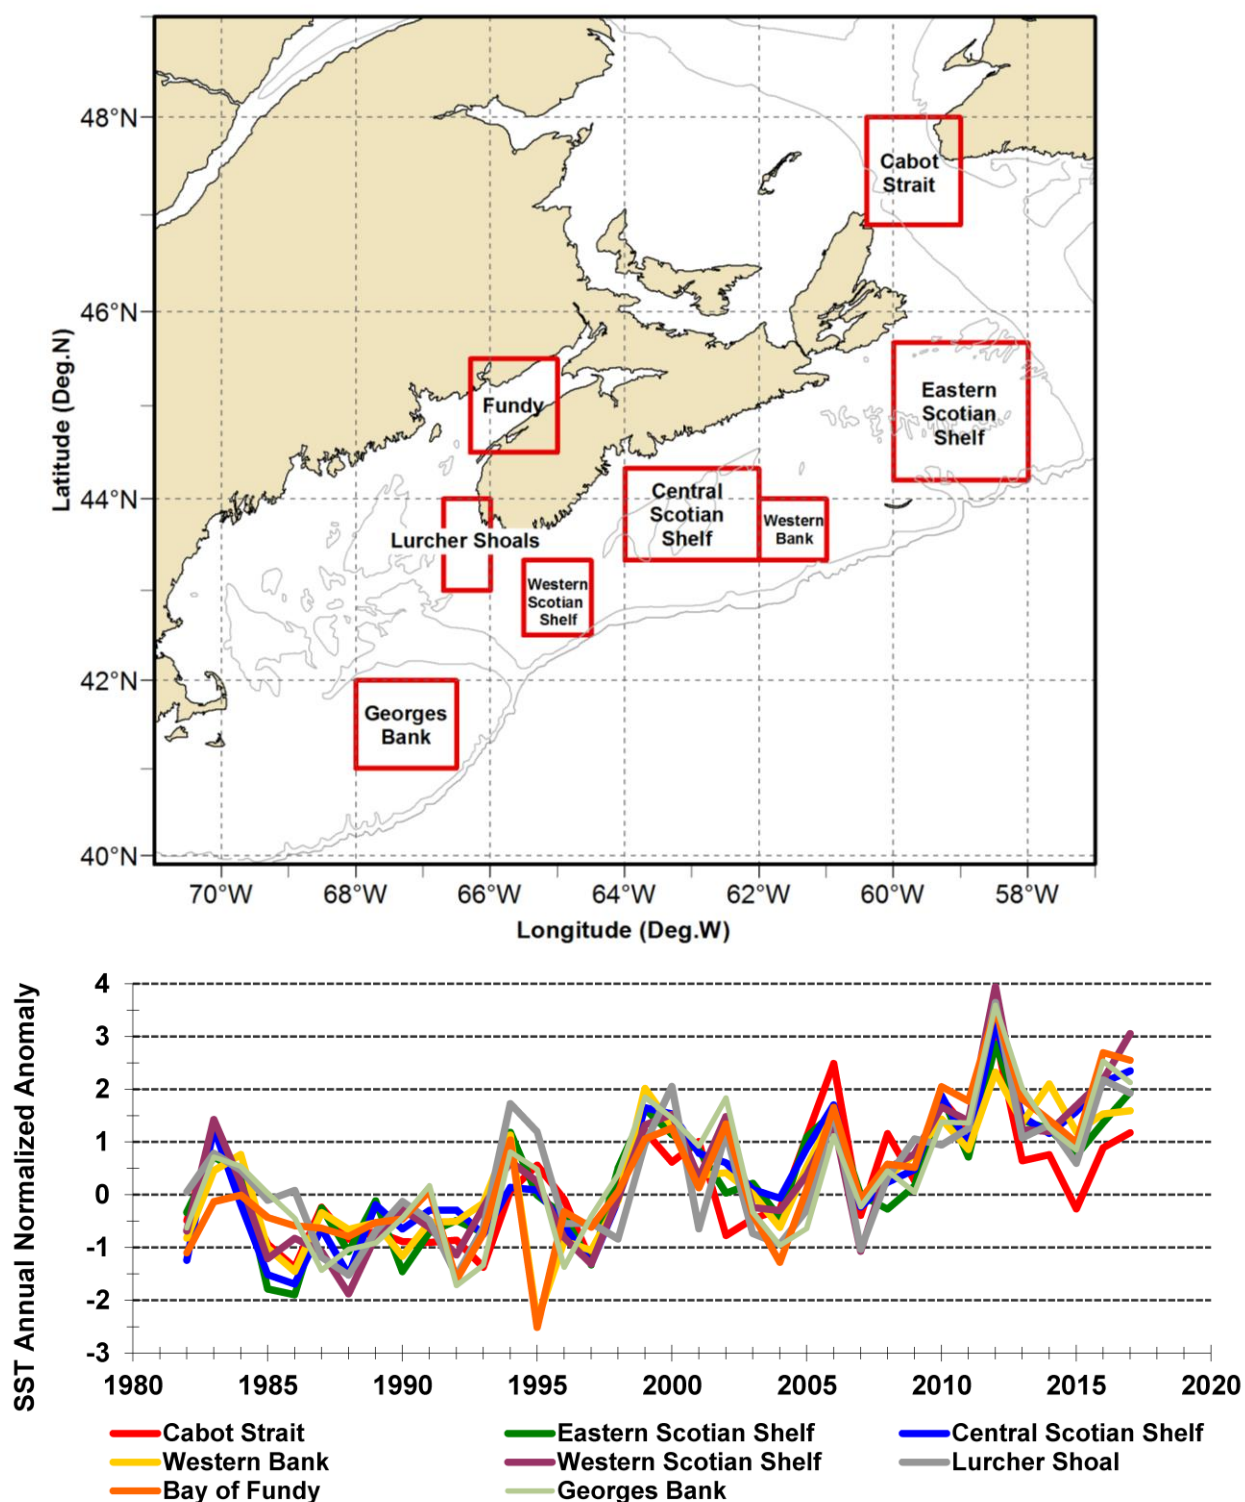 48°N
46°N
44°N
42°N
40°N
Latitude (Deg.N)
Cabot
Strait
Eastern
Scotian
Shelf
Fundy
Central
Scotian
Shelf
Western
Bank
Lurcher Shoals
Western
Scotian
Shelf
Georges
Bank
70°W 68°W 66°W 64°W 62°W 60°W 58°W
Longitude (Deg.W)
SST Annual Normalized Anomaly
4
3
2
1
0
-1
-2
-3
1980 1985 1990 1995 2000 2005 2010 2015 2020
Cabot Strait Eastern Scotian Shelf Central Scotian Shelf
Western Bank Western Scotian Shelf Lurcher Shoal
Bay of Fundy Georges Bank